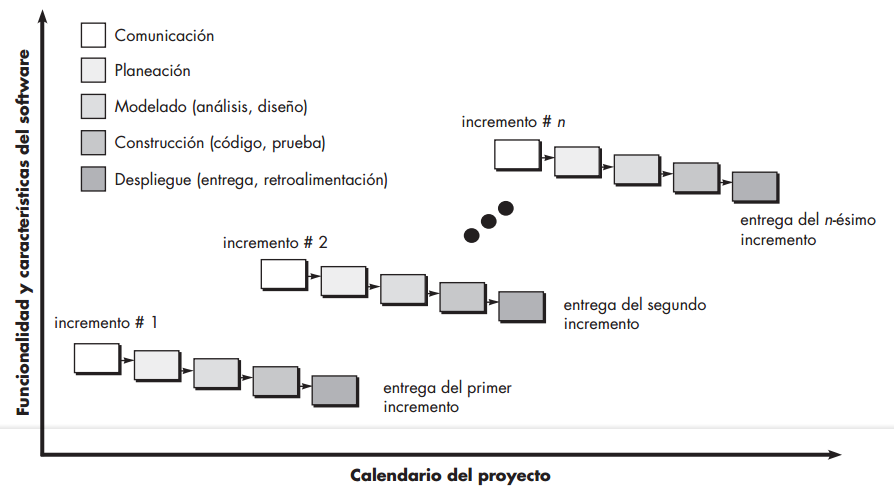 Funcionalidad y características del software
Comunicación
Planeación
Modelado (análisis, diseño)
Construcción (código, prueba)
Despliegue (entrega, retroalimentación)
incremento # n
entrega del n-ésimo
incremento
incremento # 2
entrega del segundo
incremento
incremento # 1
entrega del primer
incremento
Calendario del proyecto